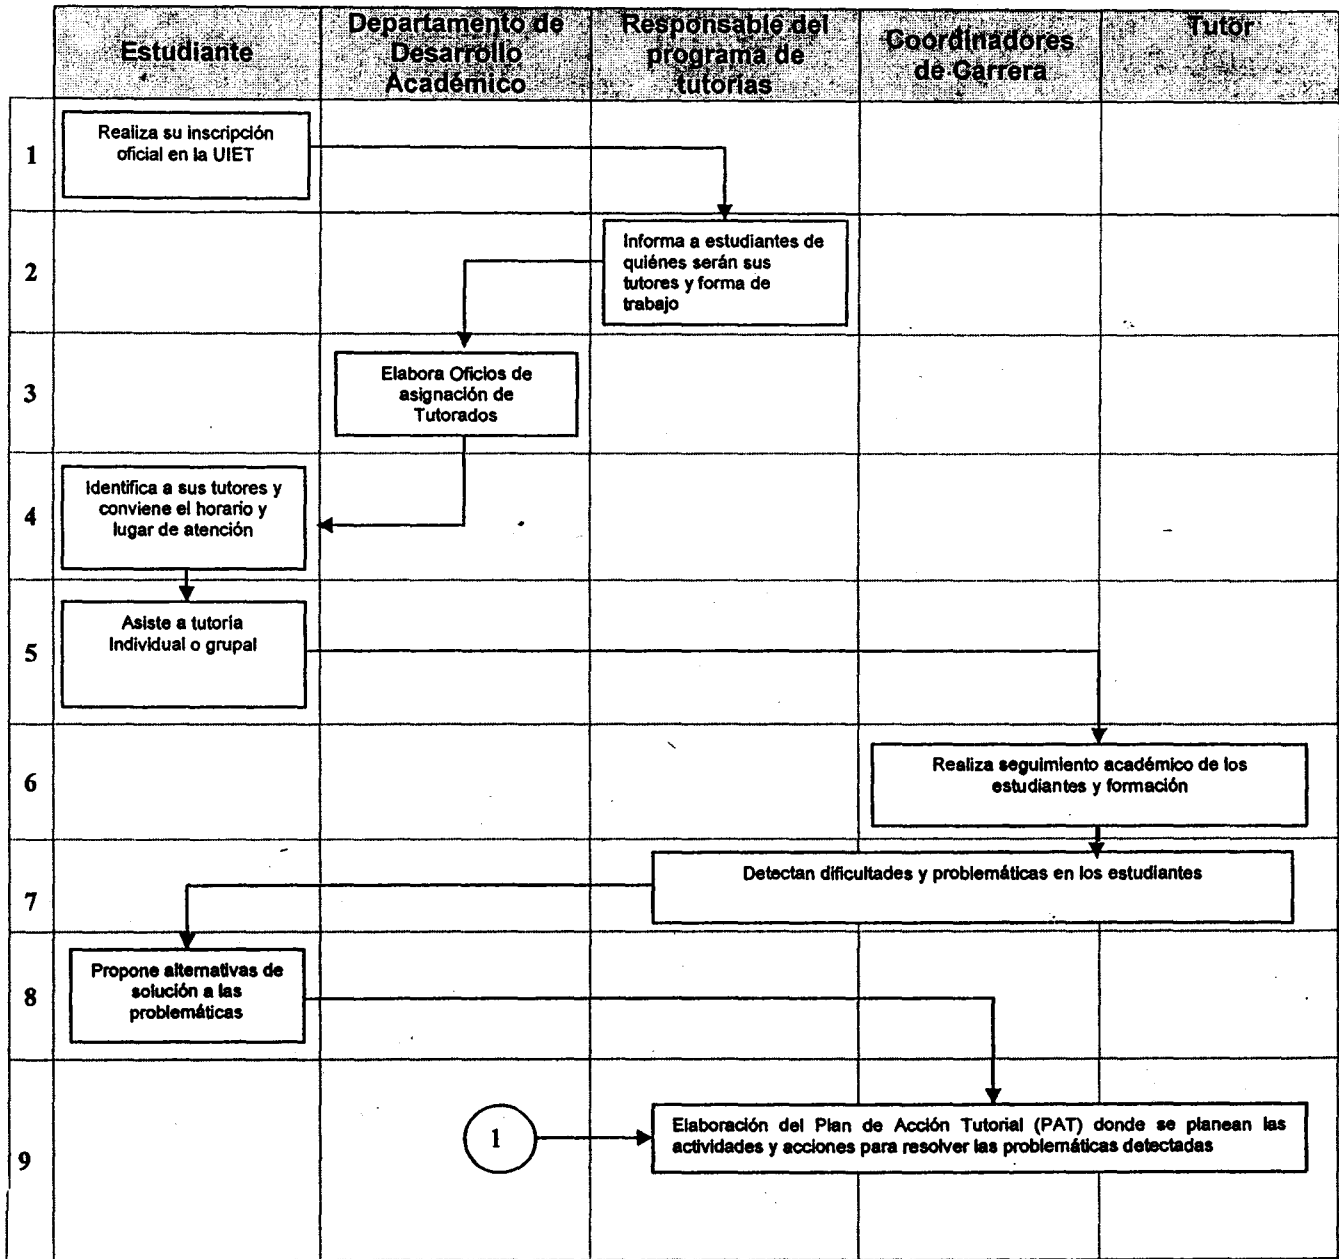 Estudiante
Departamento de
Desarrollo
Académico
Responsable del
programa de
tutorías
Coordinadores
de Carrera
Tutor
1
Realiza su inscripción
oficial en la UIET
2
Informa a estudiantes de
quiénes serán sus
tutores y forma de
trabajo
3
Elabora Oficios de
asignación de
Tutorados
4
Identifica a sus tutores y
conviene el horario y
lugar de atención
5
Asiste a tutoría
Individual o grupal
6
Realiza seguimiento académico de los
estudiantes y formación
7
Detectan dificultades y problemáticas en los estudiantes
8
Propone alternativas de
solución a las
problemáticas
9
1
Elaboración del Plan de Acción Tutorial (PAT) donde se planean las
actividades y acciones para resolver las problemáticas detectadas